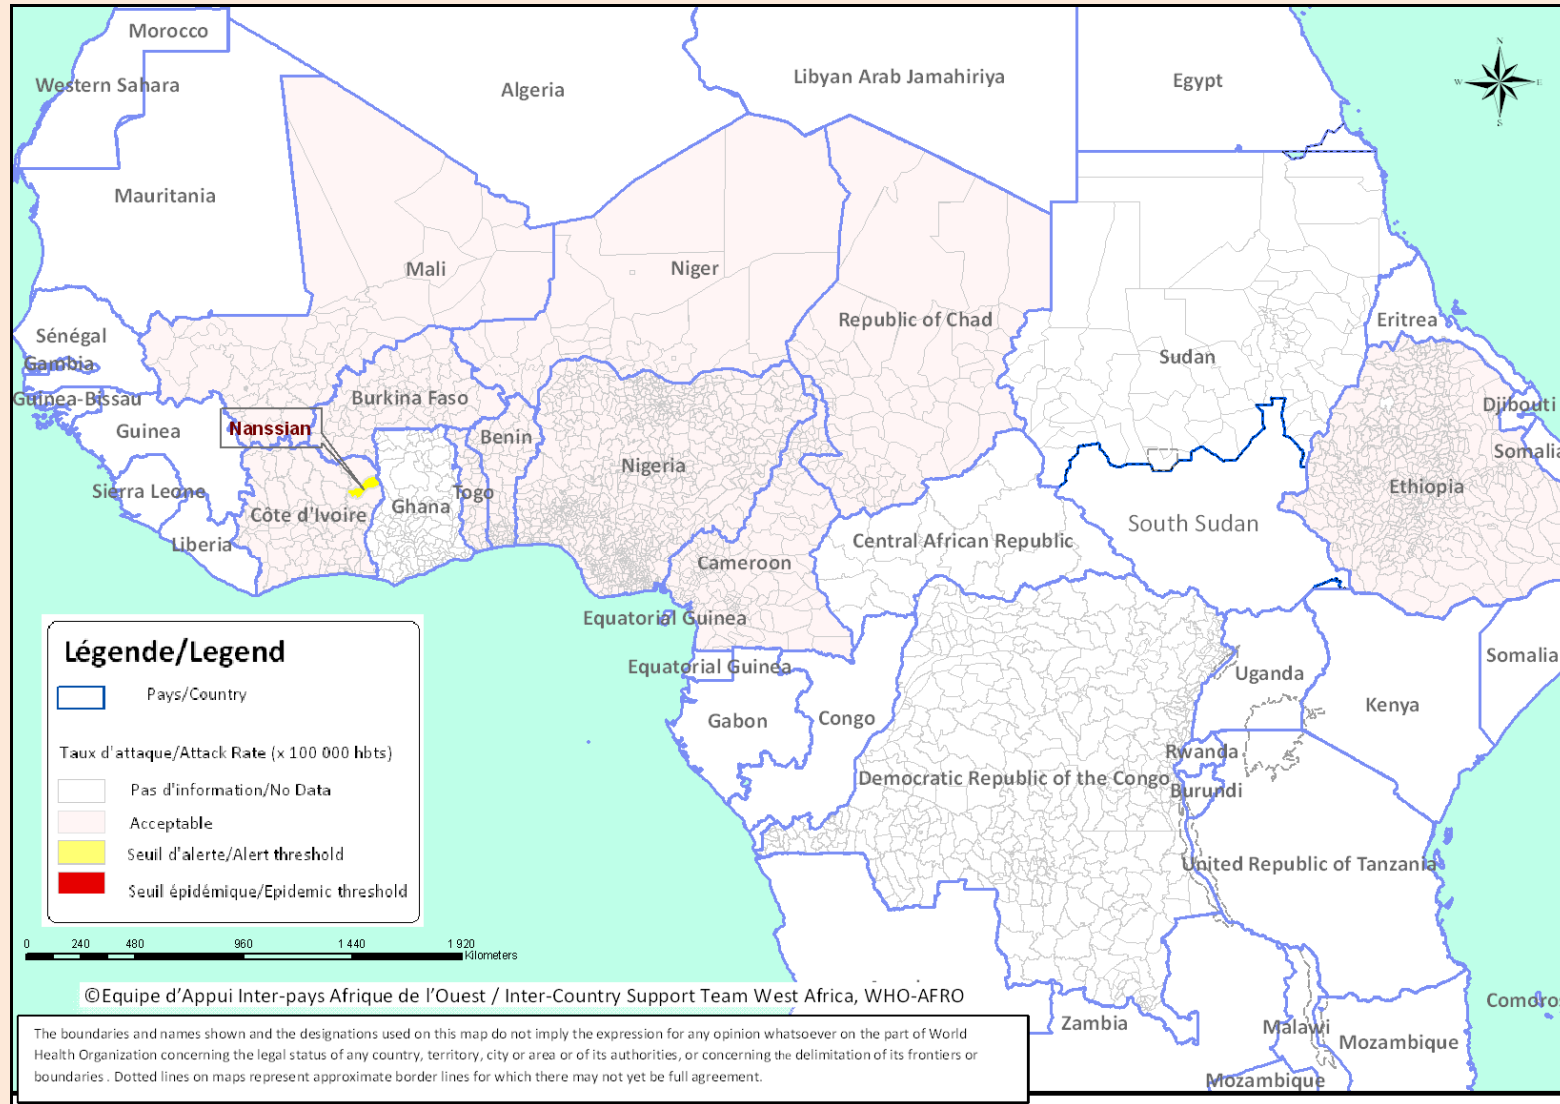 Morocco
N
Western Sahara
Algeria
Libyan Arab Jamahiriya
Egypt
W
E
S
Mauritania
Mali
Niger
Republic of Chad
Sénégal
Gambia
Guinea-Bissau
Guinea
Burkina Faso
Benin
Nanssian
Sierra Leone
Liberia
Côte d'Ivoire
Ghana
Togo
Nigeria
Sudan
Eritrea
Djibouti
Somalia
Ethiopia
South Sudan
Central African Republic
Cameroon
Equatorial Guinea
Equatorial Guinea
Gabon
Congo
Democratic Republic of the Congo
Uganda
Kenya
Somalia
Rwanda
Burundi
United Republic of Tanzania
Zambia
Malawi
Mozambique
Mozambique
Comoros
Légende/Legend
Pays/Country
Taux d'attaque/Attack Rate (x 100 000 hbts)
Pas d'information/No Data
Acceptable
Seuil d'alerte/Alert threshold
Seuil épidémique/Epidemic threshold
0 240 480 960 1 440 1 920
Kilometers
©Equipe d'Appui Inter-pays Afrique de l'Ouest / Inter-Country Support Team West Africa, WHO-AFRO
The boundaries and names shown and the designations used on this map do not imply the expression for any opinion whatsoever on the part of World
Health Organization concerning the legal status of any country, territory, city or area or of its authorities, or concerning the delimitation of its frontiers or
boundaries . Dotted lines on maps represent approximate border lines for which there may not yet be full agreement.